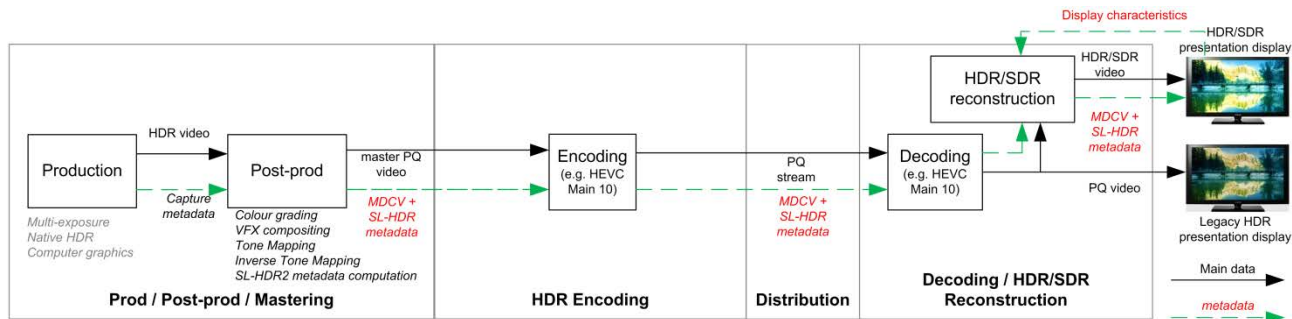 Display characteristics
HDR/SDR
presentation display
HDR/SDR
video
HDR/SDR
reconstruction
MDCV +
SL-HDR
metadata
HDR video
Production
Post-prod
master PQ
video
Encoding
(e.g. HEVC
Main 10)
PQ
stream
Decoding
(e.g. HEVC
Main 10)
PQ video
Capture
metadata
MDCV +
SL-HDR
metadata
MDCV +
SL-HDR
metadata
Legacy HDR
presentation display
Multi-exposure
Native HDR
Computer graphics
Colour grading
VFX compositing
Tone Mapping
Inverse Tone Mapping
SL-HDR2 metadata computation
Main data
metadata
Prod / Post-prod / Mastering
HDR Encoding
Distribution
Decoding / HDR/SDR
Reconstruction